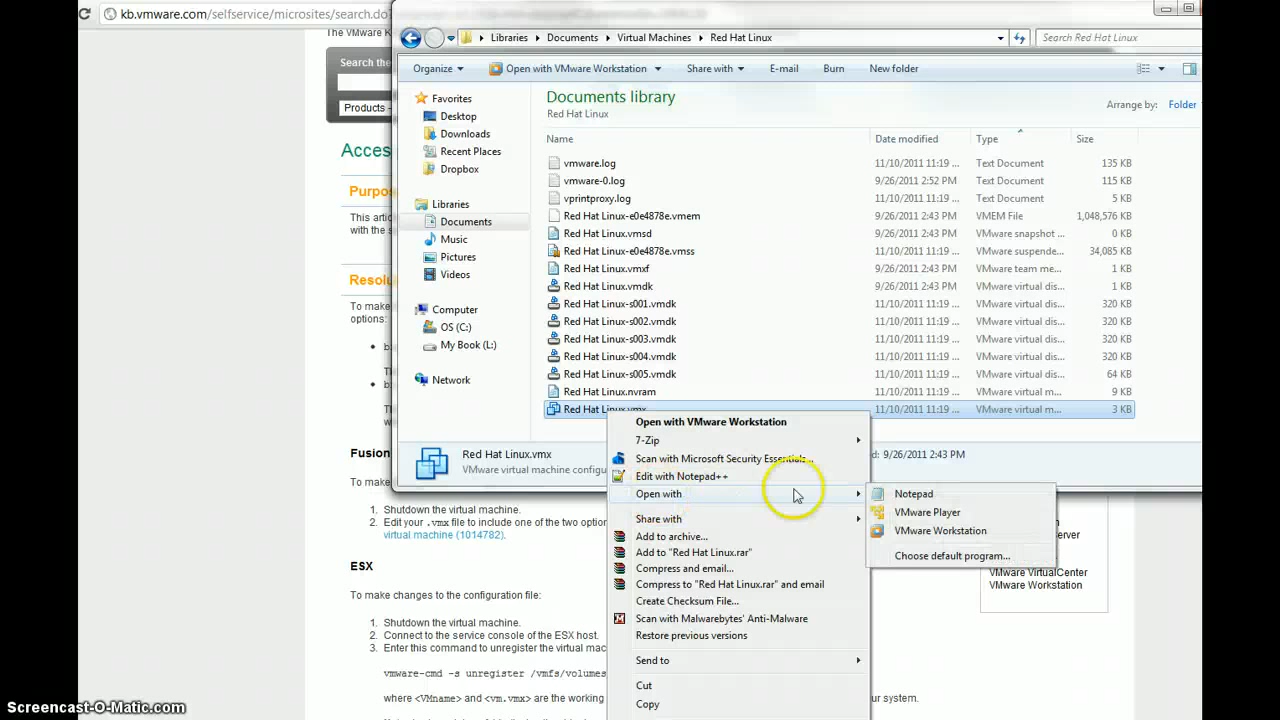 kb.vmware.com/selfservice/microsites/search.do?
The VMware K
Search the
Products -
Acces
Purpos
This arti
with the s
Resolu
To make
options:
b
Th
b
Th
Th
Fusion
Shutdown the virtual machine.
2. Edit your .vmx file to include one of the two option
virtual machine (1014782).
ESX
To make changes to the configuration file:
1. Shutdown the virtual machine.
2. Connect to the service console of the ESX host.
3. Enter this command to unregister the virtual mac
vmware-cmd -s unregister /vmfs/volumes
where <VMname> and <vm.vmx> are the working
ur system.
erver
VMware VirtualCenter
VMware Workstation
Libraries Documents Virtual Machines Red Hat Linux
Search Red Hat Linux
Organize Open with VMware Workstation Share with E-mail Burn New folder
Favorites
Desktop
Downloads
Recent Places
Dropbox
Libraries
Documents
Music
Pictures
Videos
Computer
OS (C:)
My Book (L:)
Network
Documents library
Red Hat Linux
Arrange by: Folder
Name Date modified Type Size
vmware.log 11/10/2011 11:19 ... Text Document 135 KB
vmware-0.log 9/26/2011 2:52 PM Text Document 115 KB
vprintproxy.log 11/10/2011 11:19 ... Text Document 5 KB
Red Hat Linux-e0e4878e.vmem 9/26/2011 2:43 PM VMEM File 1,048,576 KB
Red Hat Linux.vmsd 9/26/2011 2:43 PM VMware snapshot ... 0 KB
Red Hat Linux-e0e4878e.vmss 11/10/2011 11:19 ... VMware suspende... 34,085 KB
Red Hat Linux.vmxf 9/26/2011 2:43 PM VMware team me... 1 KB
Red Hat Linux.vmdk 9/26/2011 2:43 PM VMware virtual dis... 1 KB
Red Hat Linux-s001.vmdk 11/10/2011 11:19 ... VMware virtual dis... 320 KB
Red Hat Linux-s002.vmdk 11/10/2011 11:19 ... VMware virtual dis... 320 KB
Red Hat Linux-s003.vmdk 11/10/2011 11:19 ... VMware virtual dis... 320 KB
Red Hat Linux-s004.vmdk 11/10/2011 11:19 ... VMware virtual dis... 320 KB
Red Hat Linux-s005.vmdk 11/10/2011 11:19 ... VMware virtual dis... 64 KB
Red Hat Linux.nvram 11/10/2011 11:19 ... VMware virtual m... 9 KB
Red Hat Linux.vmx 11/10/2011 11:19 ... VMware virtual m... 3 KB
Red Hat Linux.vmx
VMware virtual machine configu
d: 9/26/2011 2:43 PM
Open with VMware Workstation
7-Zip
Scan with Microsoft Security Essentials...
Edit with Notepad++
Open with
Share with
Add to archive...
Add to "Red Hat Linux.rar"
Compress and email...
Compress to "Red Hat Linux.rar" and email
Create Checksum File...
Scan with Malwarebytes' Anti-Malware
Restore previous versions
Send to
Cut
Copy
Notepad
VMware Player
VMware Workstation
Choose default program...
Screencast-O-Matic.com